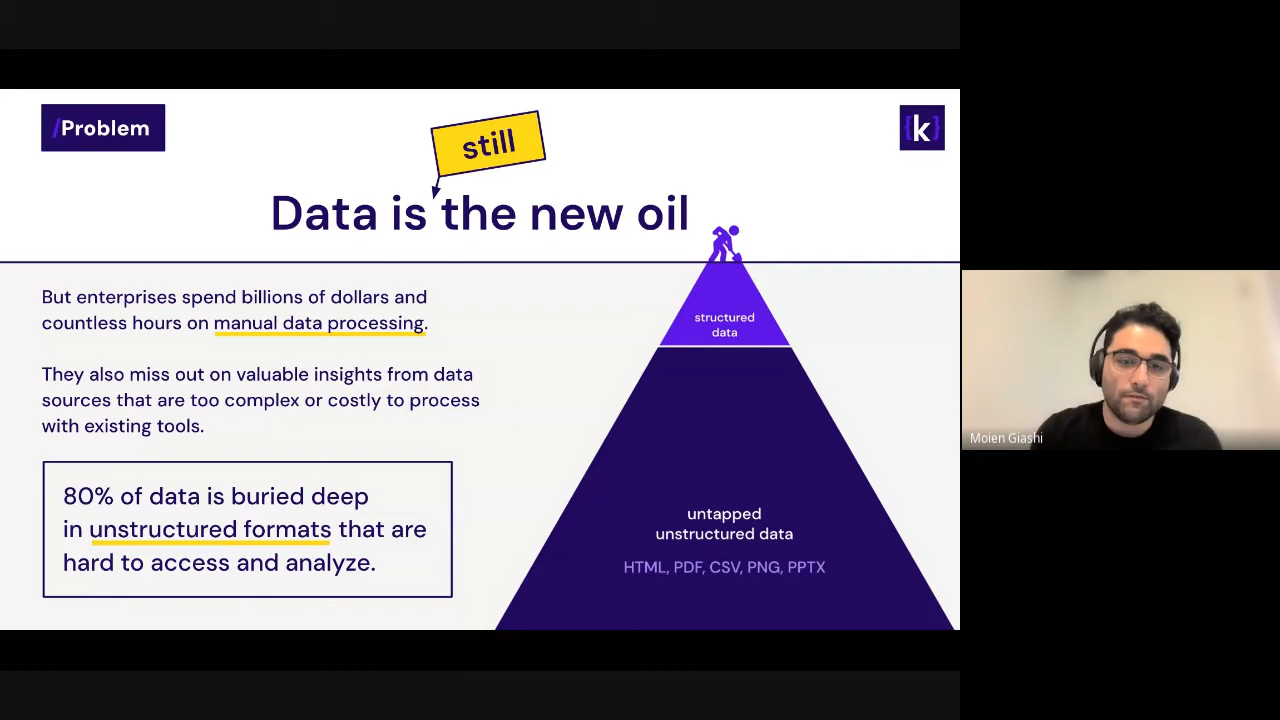 /Problem
still
{k}
Data is the new oil
But enterprises spend billions of dollars and
countless hours on manual data processing.
They also miss out on valuable insights from data
sources that are too complex or costly to process
with existing tools.
80% of data is buried deep
in unstructured formats that are
hard to access and analyze.
structured
data
untapped
unstructured data
HTML, PDF, CSV, PNG, PPTX
Moien Giashi